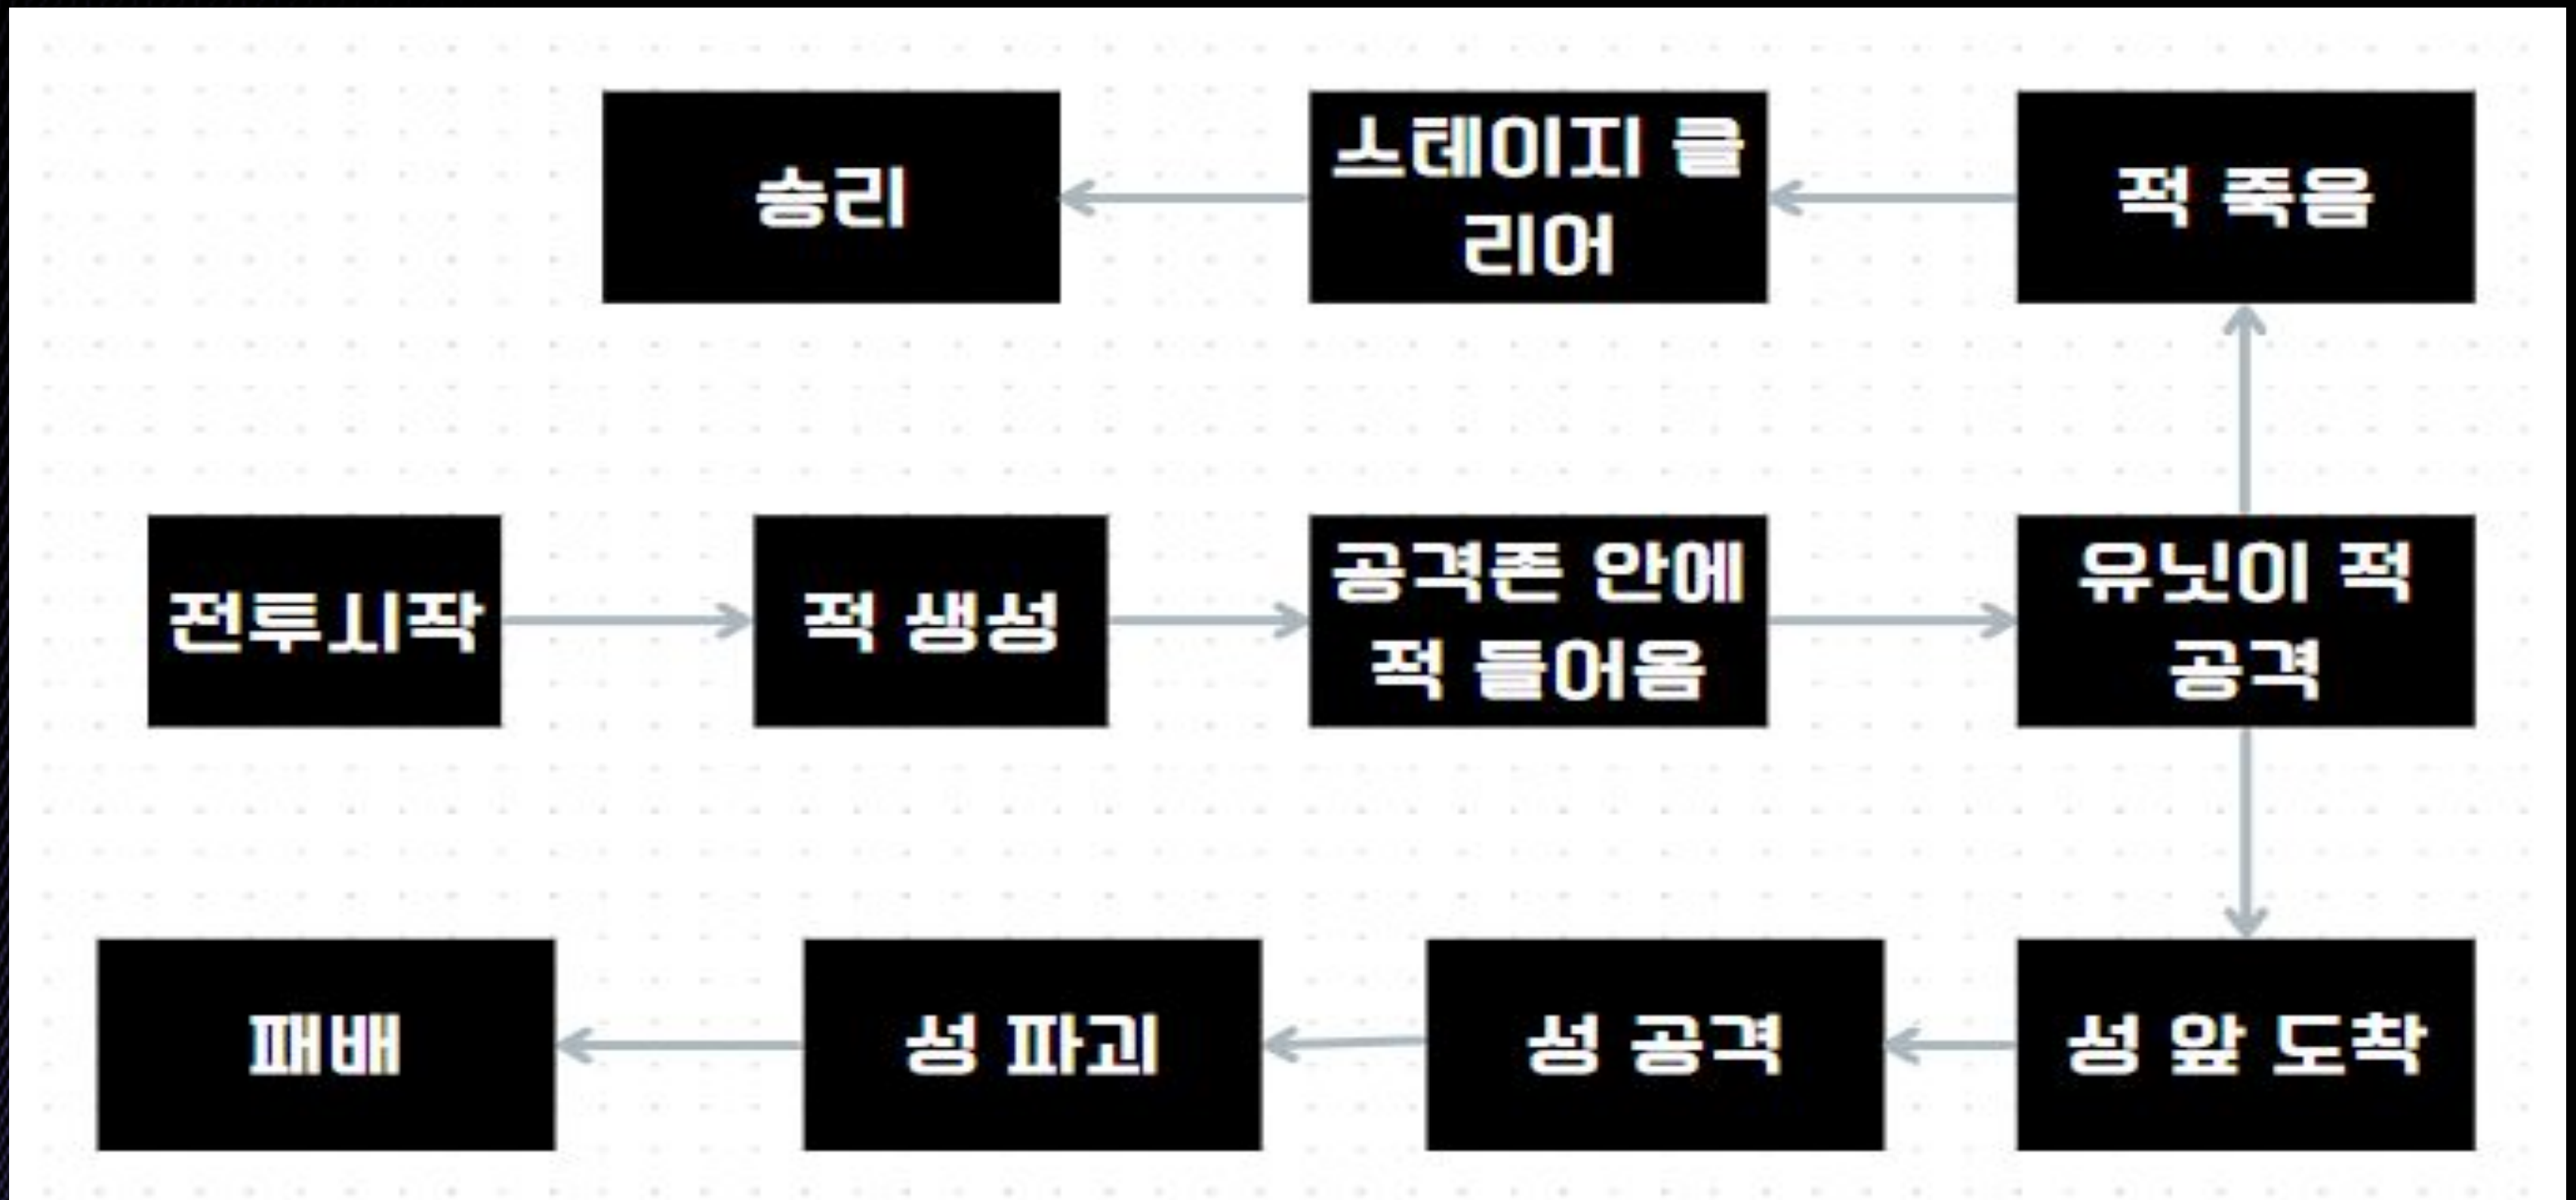 승리
스테이지 클
리어
적 죽음
전투시작
적 생성
공격존 안에
적 들어옴
유닛이 적
공격
패배
성 파괴
성 공격
성 앞 도착